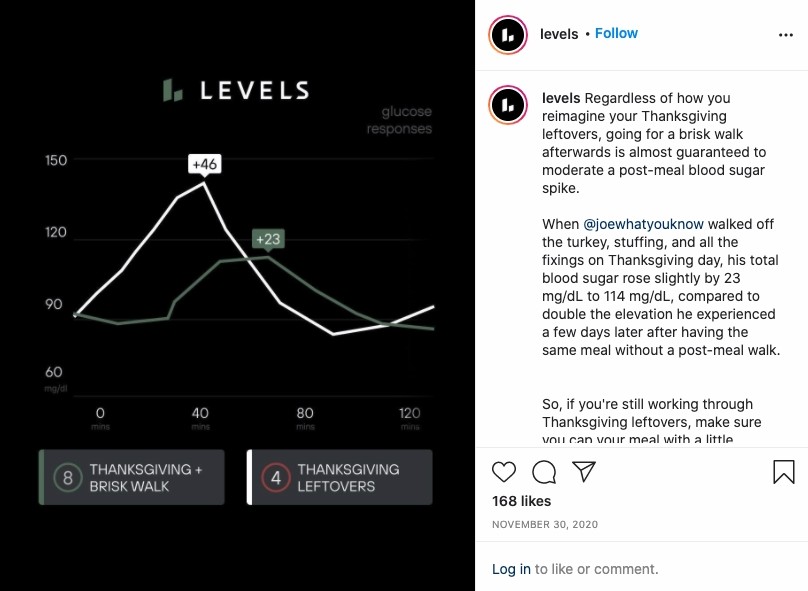 LEVELS
glucose
responses
150
+46
120
+23
90
60
mg/dl
0 40 80 120
mins mins mins mins
8 THANKSGIVING +
BRISK WALK
4 THANKSGIVING
LEFTOVERS
levels • Follow
levels Regardless of how you
reimagine your Thanksgiving
leftovers, going for a brisk walk
afterwards is almost guaranteed to
moderate a post-meal blood sugar
spike.
When @joewhatyouknow walked off
the turkey, stuffing, and all the
fixings on Thanksgiving day, his total
blood sugar rose slightly by 23
mg/dL to 114 mg/dL, compared to
double the elevation he experienced
a few days later after having the
same meal without a post-meal walk.
So, if you're still working through
Thanksgiving leftovers, make sure
you cap your meal with a little
168 likes
NOVEMBER 30, 2020
Log in to like or comment.